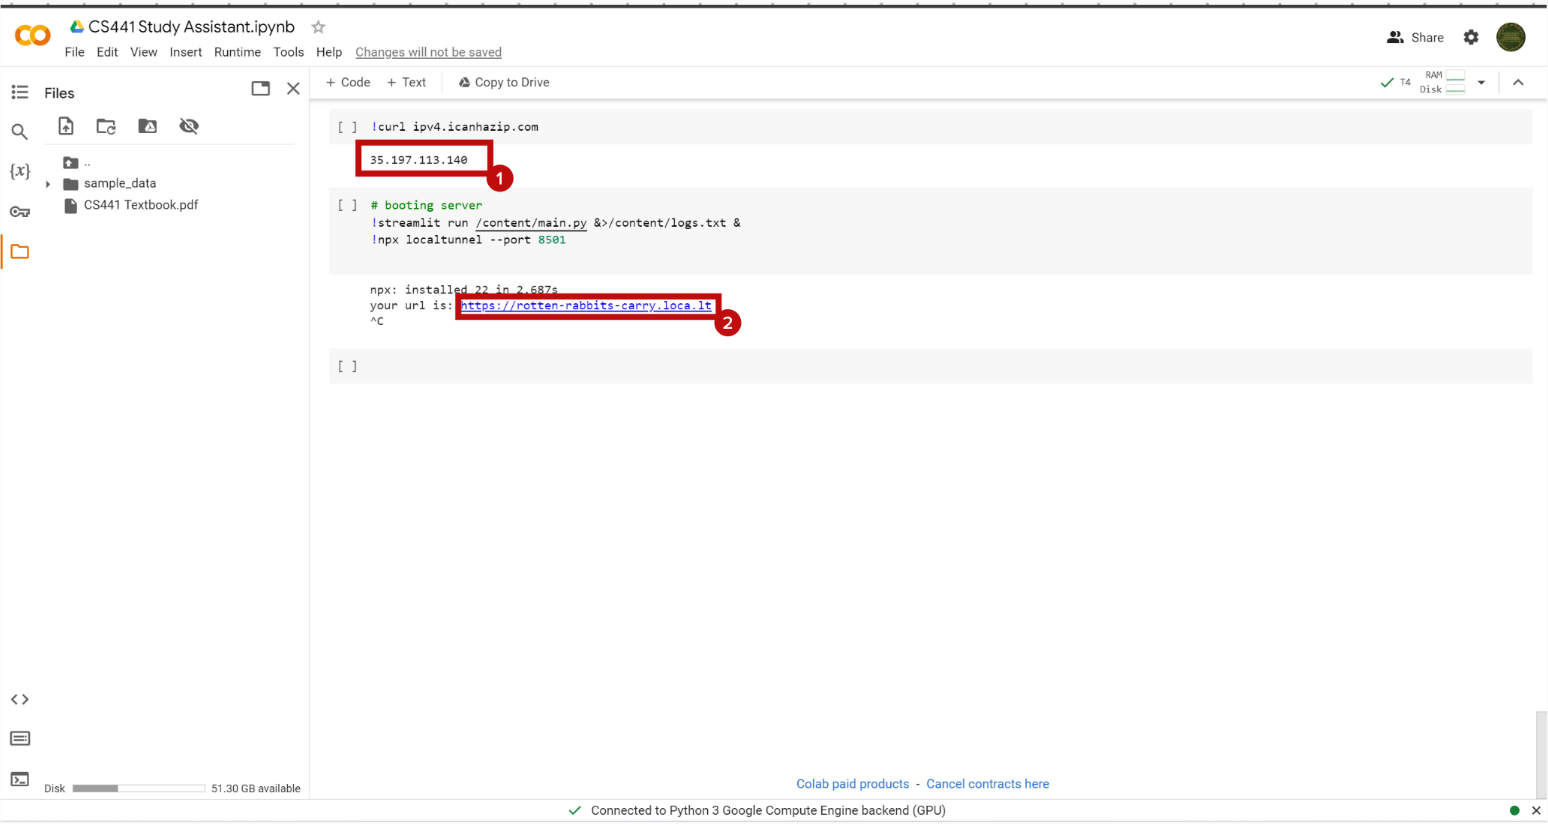 CS441 Study Assistant.ipynb
File Edit View Insert Runtime Tools Help Changes will not be saved
Share
Files
+ Code + Text Copy to Drive
T4 RAM Disk
..
sample_data
CS441 Textbook.pdf
{x}
[ ] !curl ipv4.icanhazip.com
35.197.113.140
1
[ ] # booting server
!streamlit run /content/main.py &>/content/logs.txt &
!npx localtunnel --port 8501
npx: installed 22 in 2.687s
your url is: https://rotten-rabbits-carry.loca.lt
2
^C
[ ]
Disk 51.30 GB available
Colab paid products - Cancel contracts here
Connected to Python 3 Google Compute Engine backend (GPU)